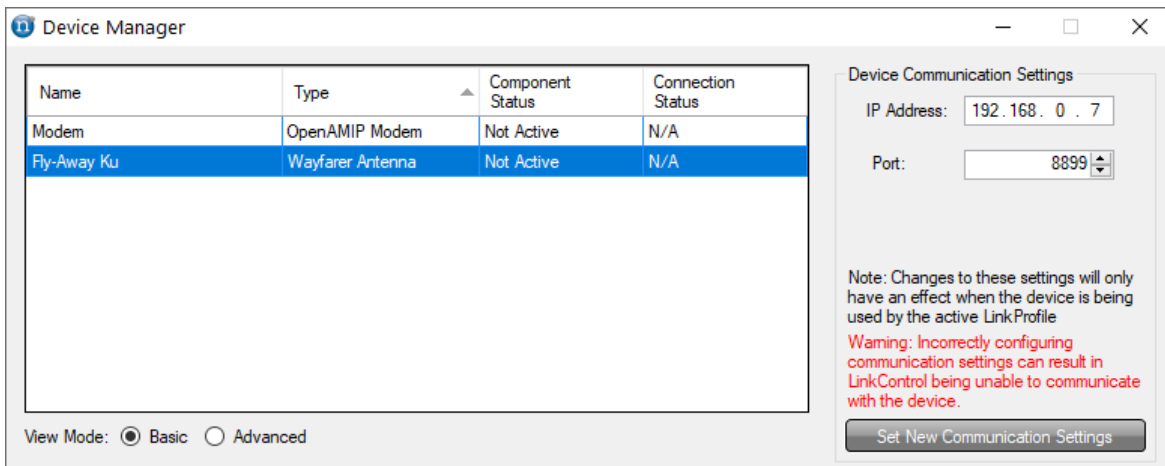 Device Manager
Name Type Component Status Connection Status
Modem OpenAMIP Modem Not Active N/A
Fly-Away Ku Wayfarer Antenna Not Active N/A
View Mode: Basic Advanced
Device Communication Settings
IP Address: 192.168. 0 . 7
Port: 8899
Note: Changes to these settings will only
have an effect when the device is being
used by the active LinkProfile
Warning: Incorrectly configuring
communication settings can result in
LinkControl being unable to communicate
with the device.
Set New Communication Settings